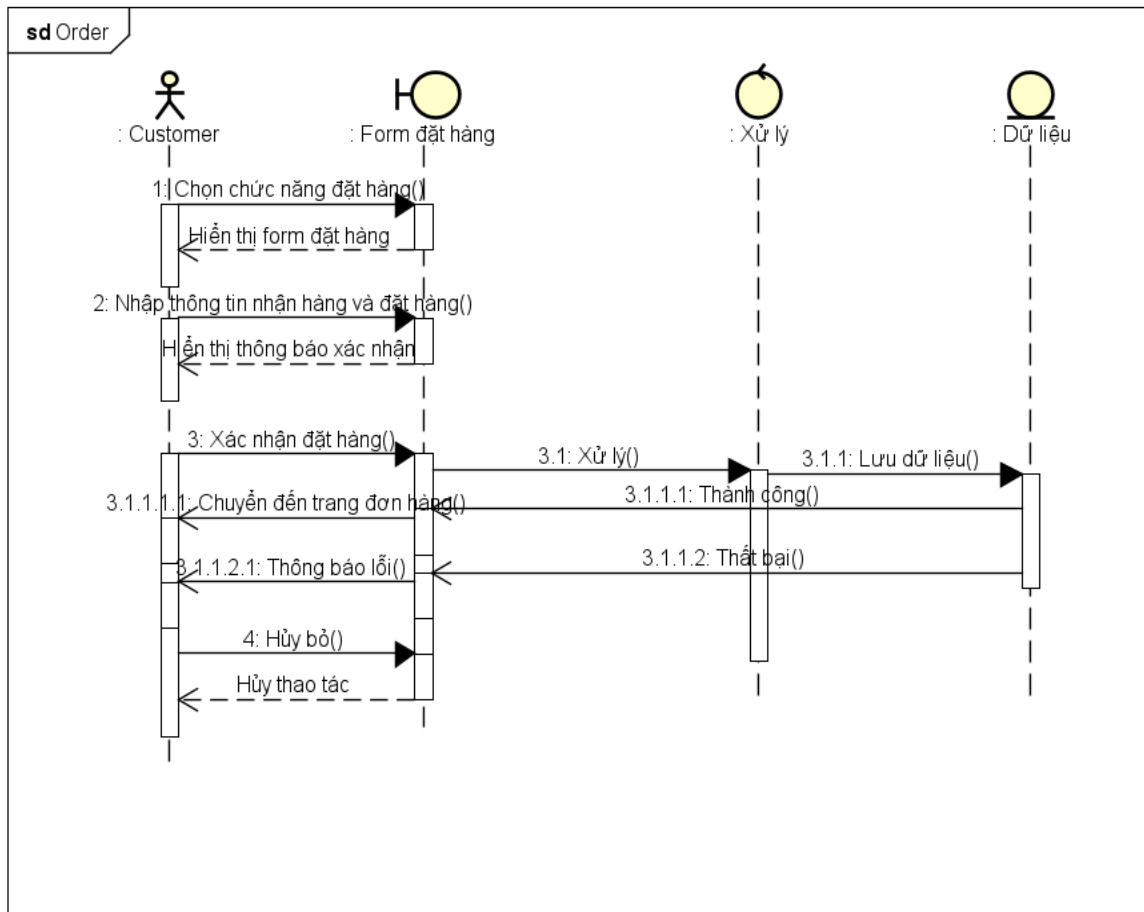 sd Order
: Customer
: Form đặt hàng
: Xử lý
: Dữ liệu
1: Chọn chức năng đặt hàng()
Hiển thị form đặt hàng
2: Nhập thông tin nhận hàng và đặt hàng()
Hiển thị thông báo xác nhận
3: Xác nhận đặt hàng()
3.1: Xử lý()
3.1.1: Lưu dữ liệu()
3.1.1.1: Thành công()
3.1.1.1.1: Chuyển đến trang đơn hàng()
3.1.1.2: Thất bại()
3.1.1.2.1: Thông báo lỗi()
4: Hủy bỏ()
Hủy thao tác